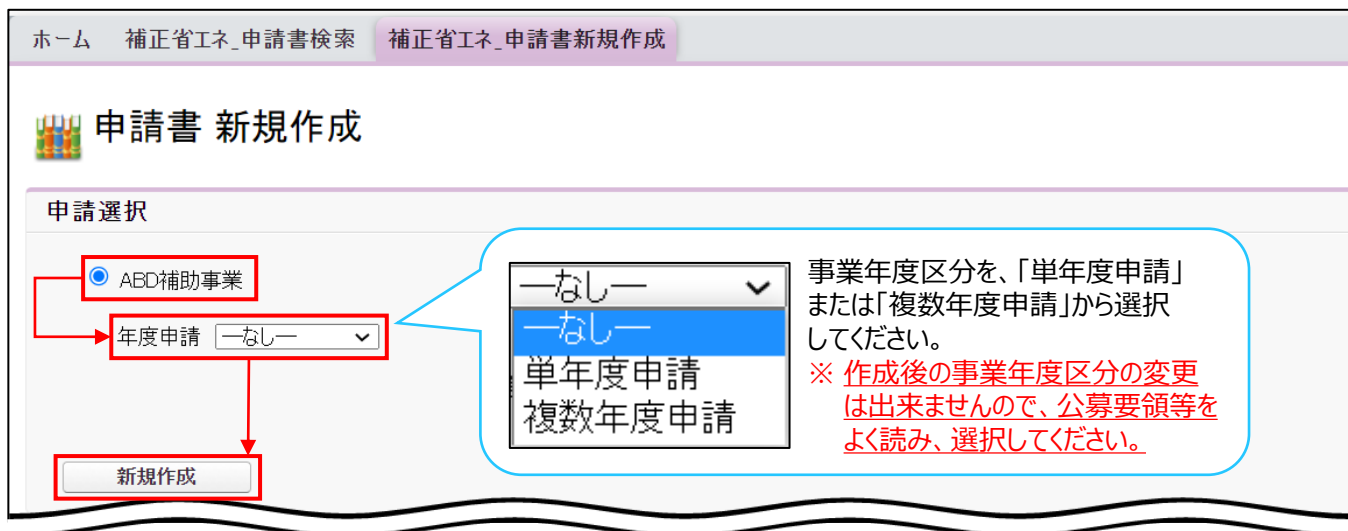 ホーム 補正省エネ_申請書検索 補正省エネ_申請書新規作成
申請書 新規作成
申請選択
ABD補助事業
年度申請 ―なし―
新規作成
―なし―
―なし―
単年度申請
複数年度申請
事業年度区分を、「単年度申請」
または「複数年度申請」から選択
してください。
※ 作成後の事業年度区分の変更
は出来ませんので、公募要領等を
よく読み、選択してください。